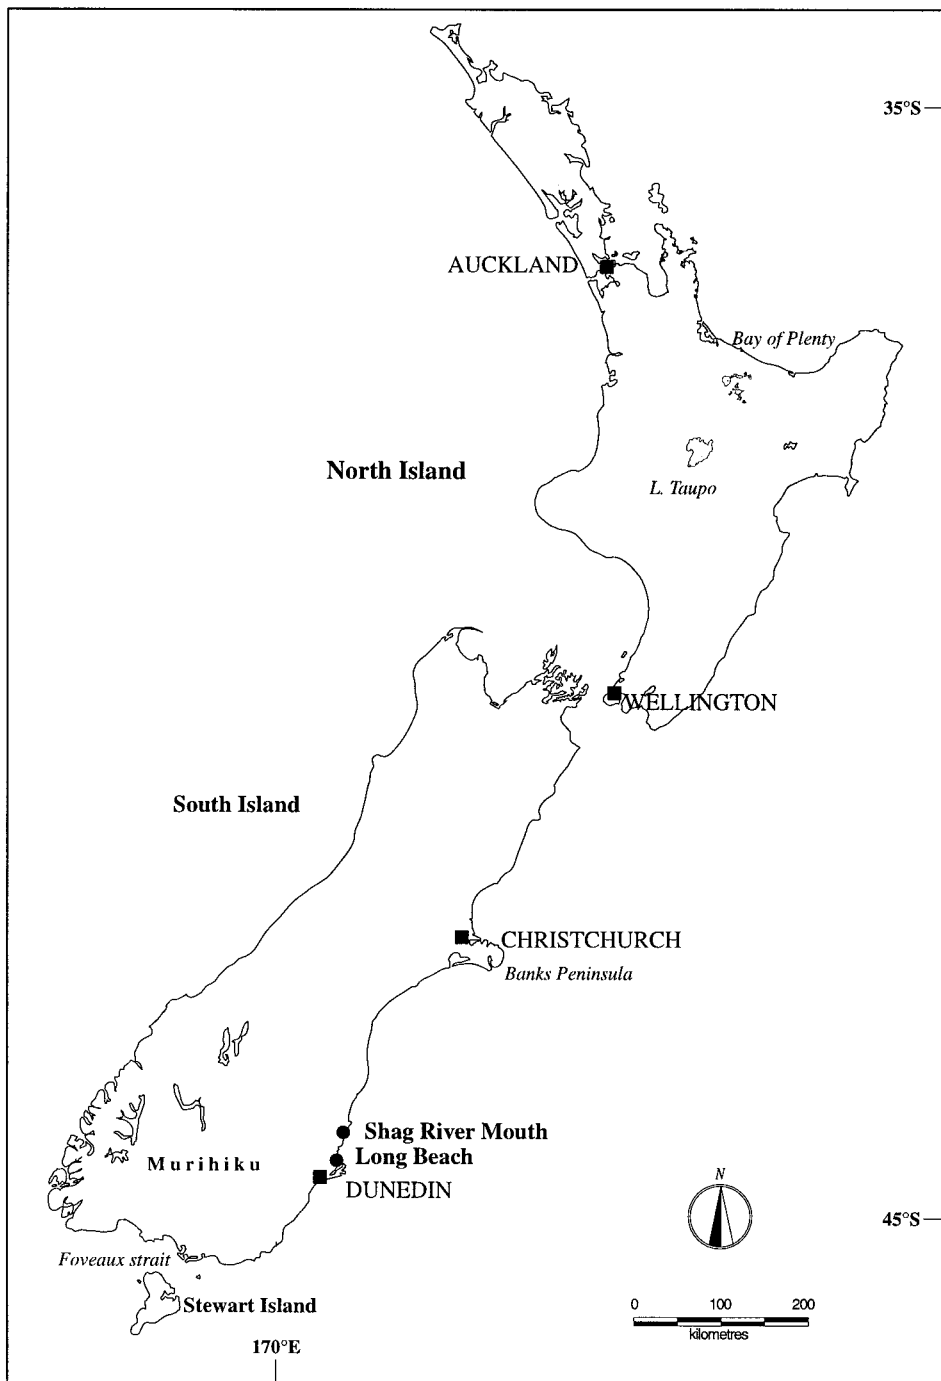 35°S
AUCKLAND
Bay of Plenty
North Island
L. Taupo
WELLINGTON
South Island
CHRISTCHURCH
Banks Peninsula
Shag River Mouth
Long Beach
Murihiku
DUNEDIN
N
45°S
Foveaux strait
Stewart Island
0 100 200
kilometres
170°E